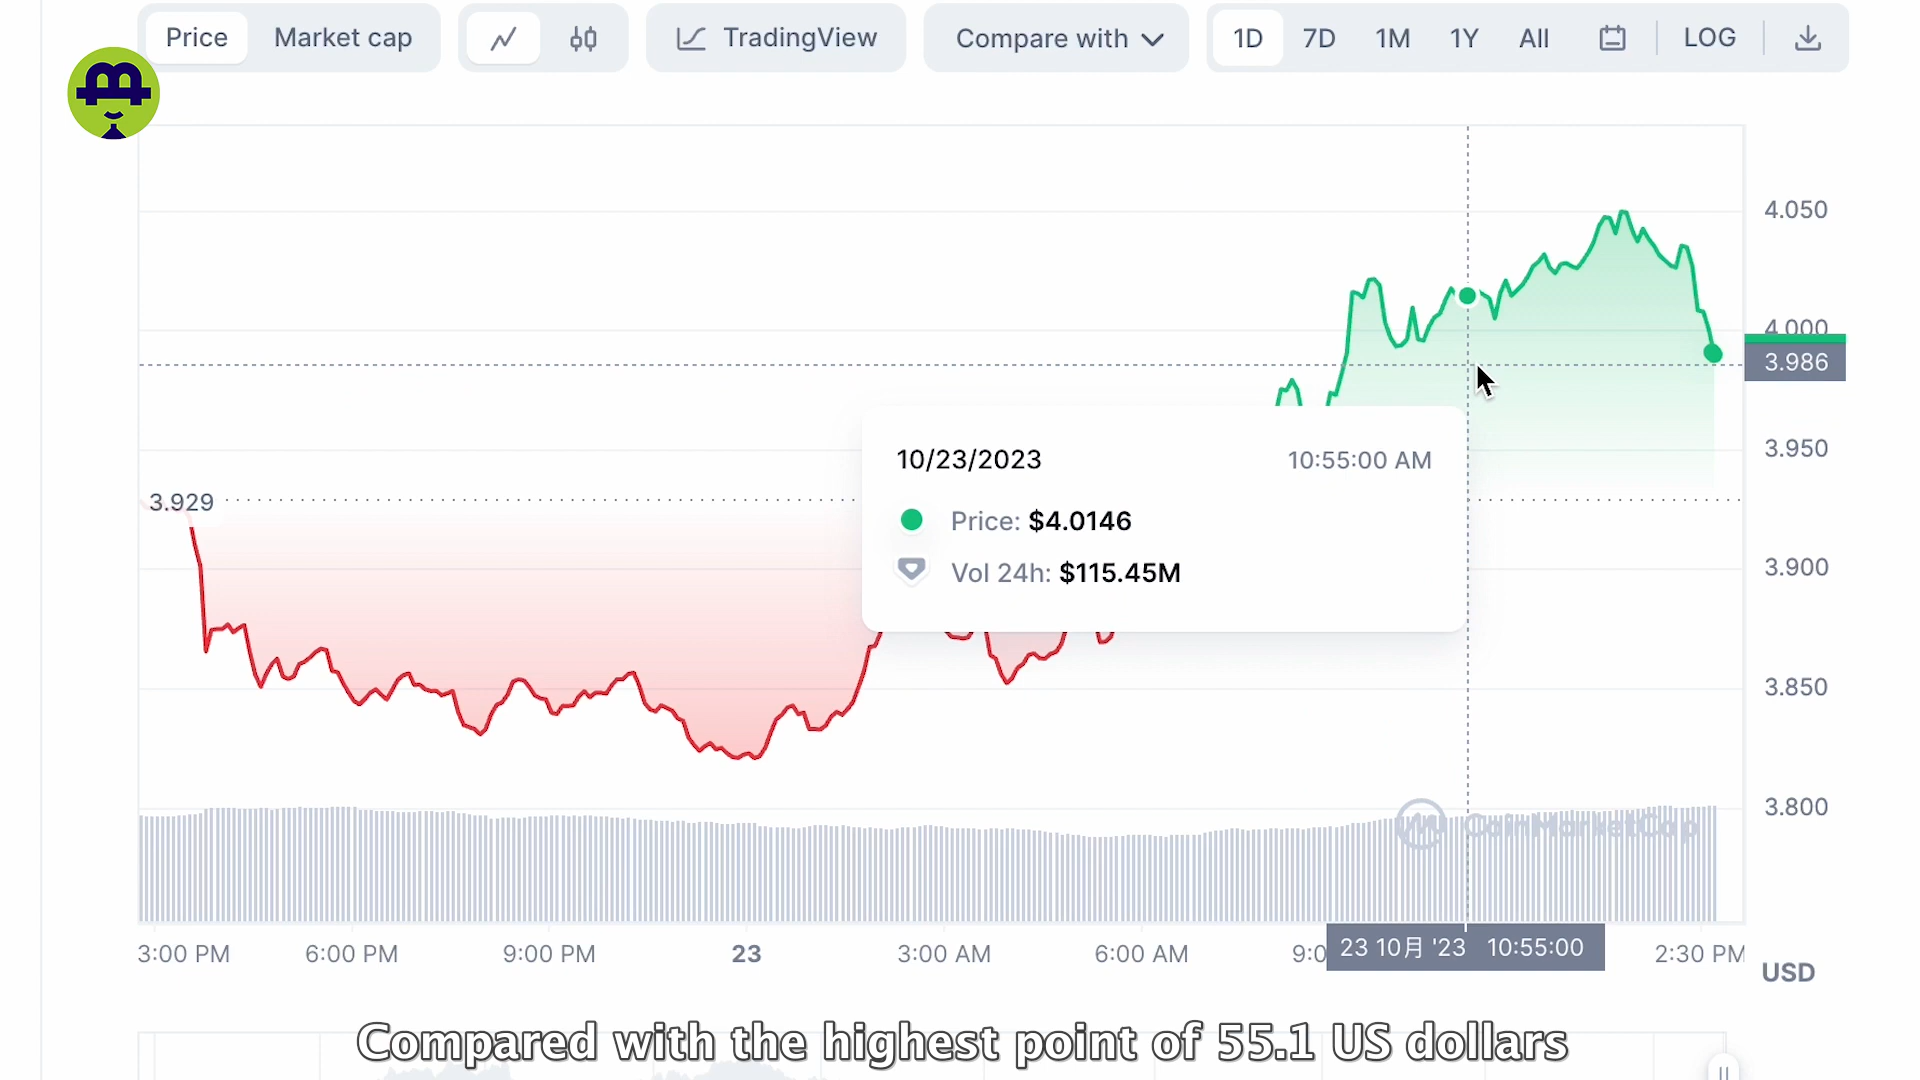 Price Market cap TradingView Compare with 1D 7D 1M 1Y All LOG
4.050
4.000
3.986
3.950
3.929
10/23/2023 10:55:00 AM
Price: $4.0146
Vol 24h: $115.45M
3.900
3.850
3.800
CoinMarketCap
3:00 PM 6:00 PM 9:00 PM 23 3:00 AM 6:00 AM 9:0 23 10月 '23 10:55:00 2:30 PM
USD
Compared with the highest point of 55.1 US dollars